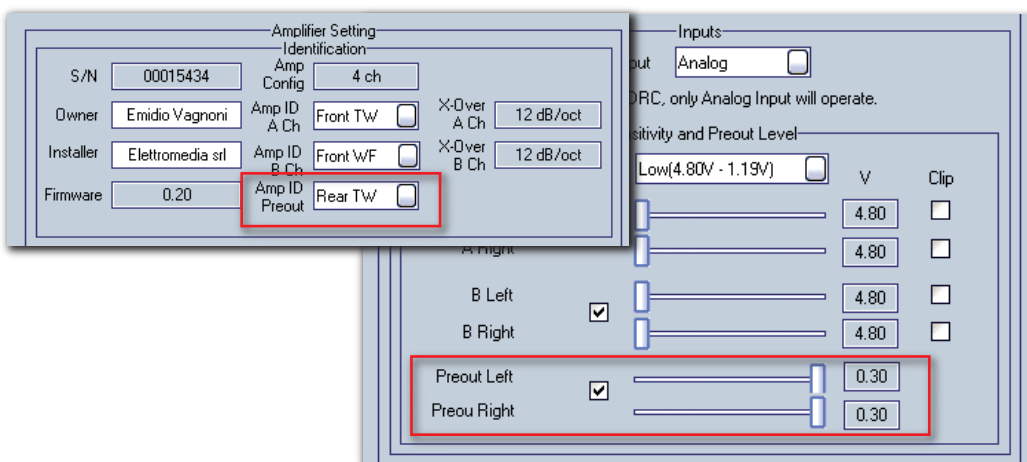 Amplifier Setting
Identification
S/N 00015434 Amp Config 4 ch
Owner Emidio Vagnoni Amp ID A Ch Front TW X-Over A Ch 12 dB/oct
Installer Elettromedia srl Amp ID B Ch Front WF X-Over B Ch 12 dB/oct
Firmware 0.20 Amp ID Preout Rear TW
Inputs
Analog
DRC, only Analog Input will operate.
and Preout Level
Low(4.80V - 1.19V) V Clip
4.80
A Right 4.80
B Left 4.80
B Right 4.80
Preout Left 0.30
Preou Right 0.30